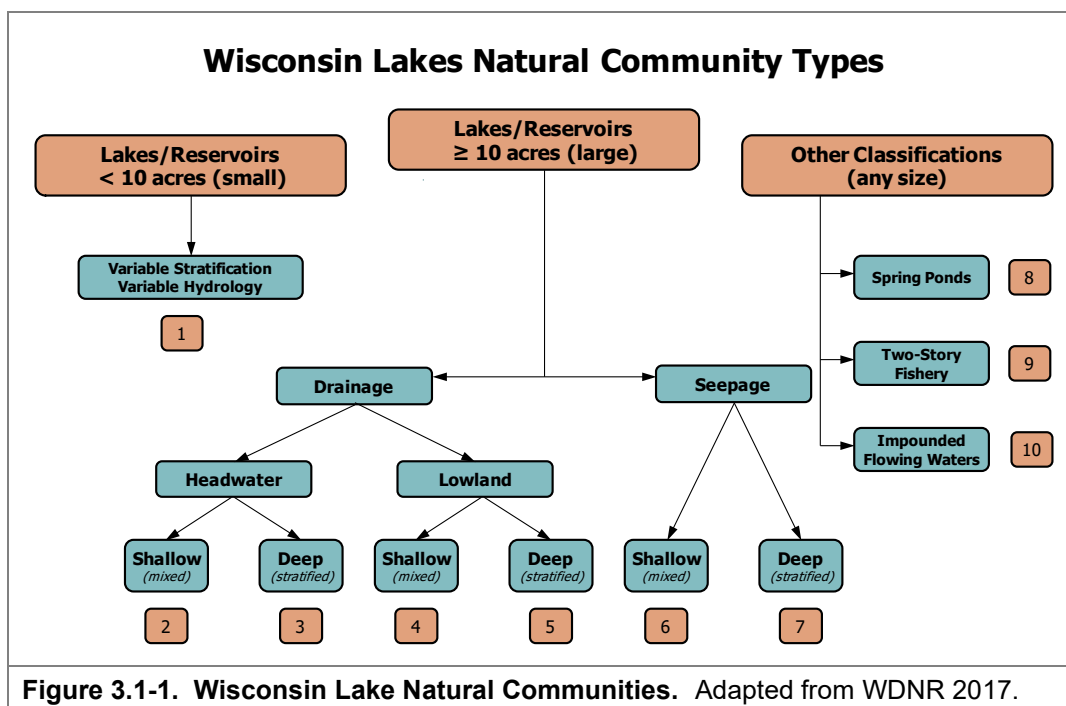 Wisconsin Lakes Natural Community Types
Lakes/Reservoirs
< 10 acres (small)
Lakes/Reservoirs
≥ 10 acres (large)
Other Classifications
(any size)
Variable Stratification
Variable Hydrology
1
Spring Ponds
8
Two-Story
Fishery
9
Impounded
Flowing Waters
10
Drainage
Seepage
Headwater
Lowland
Shallow
(mixed)
Deep
(stratified)
Shallow
(mixed)
Deep
(stratified)
Shallow
(mixed)
Deep
(stratified)
2
3
4
5
6
7
Figure 3.1-1. Wisconsin Lake Natural Communities. Adapted from WDNR 2017.